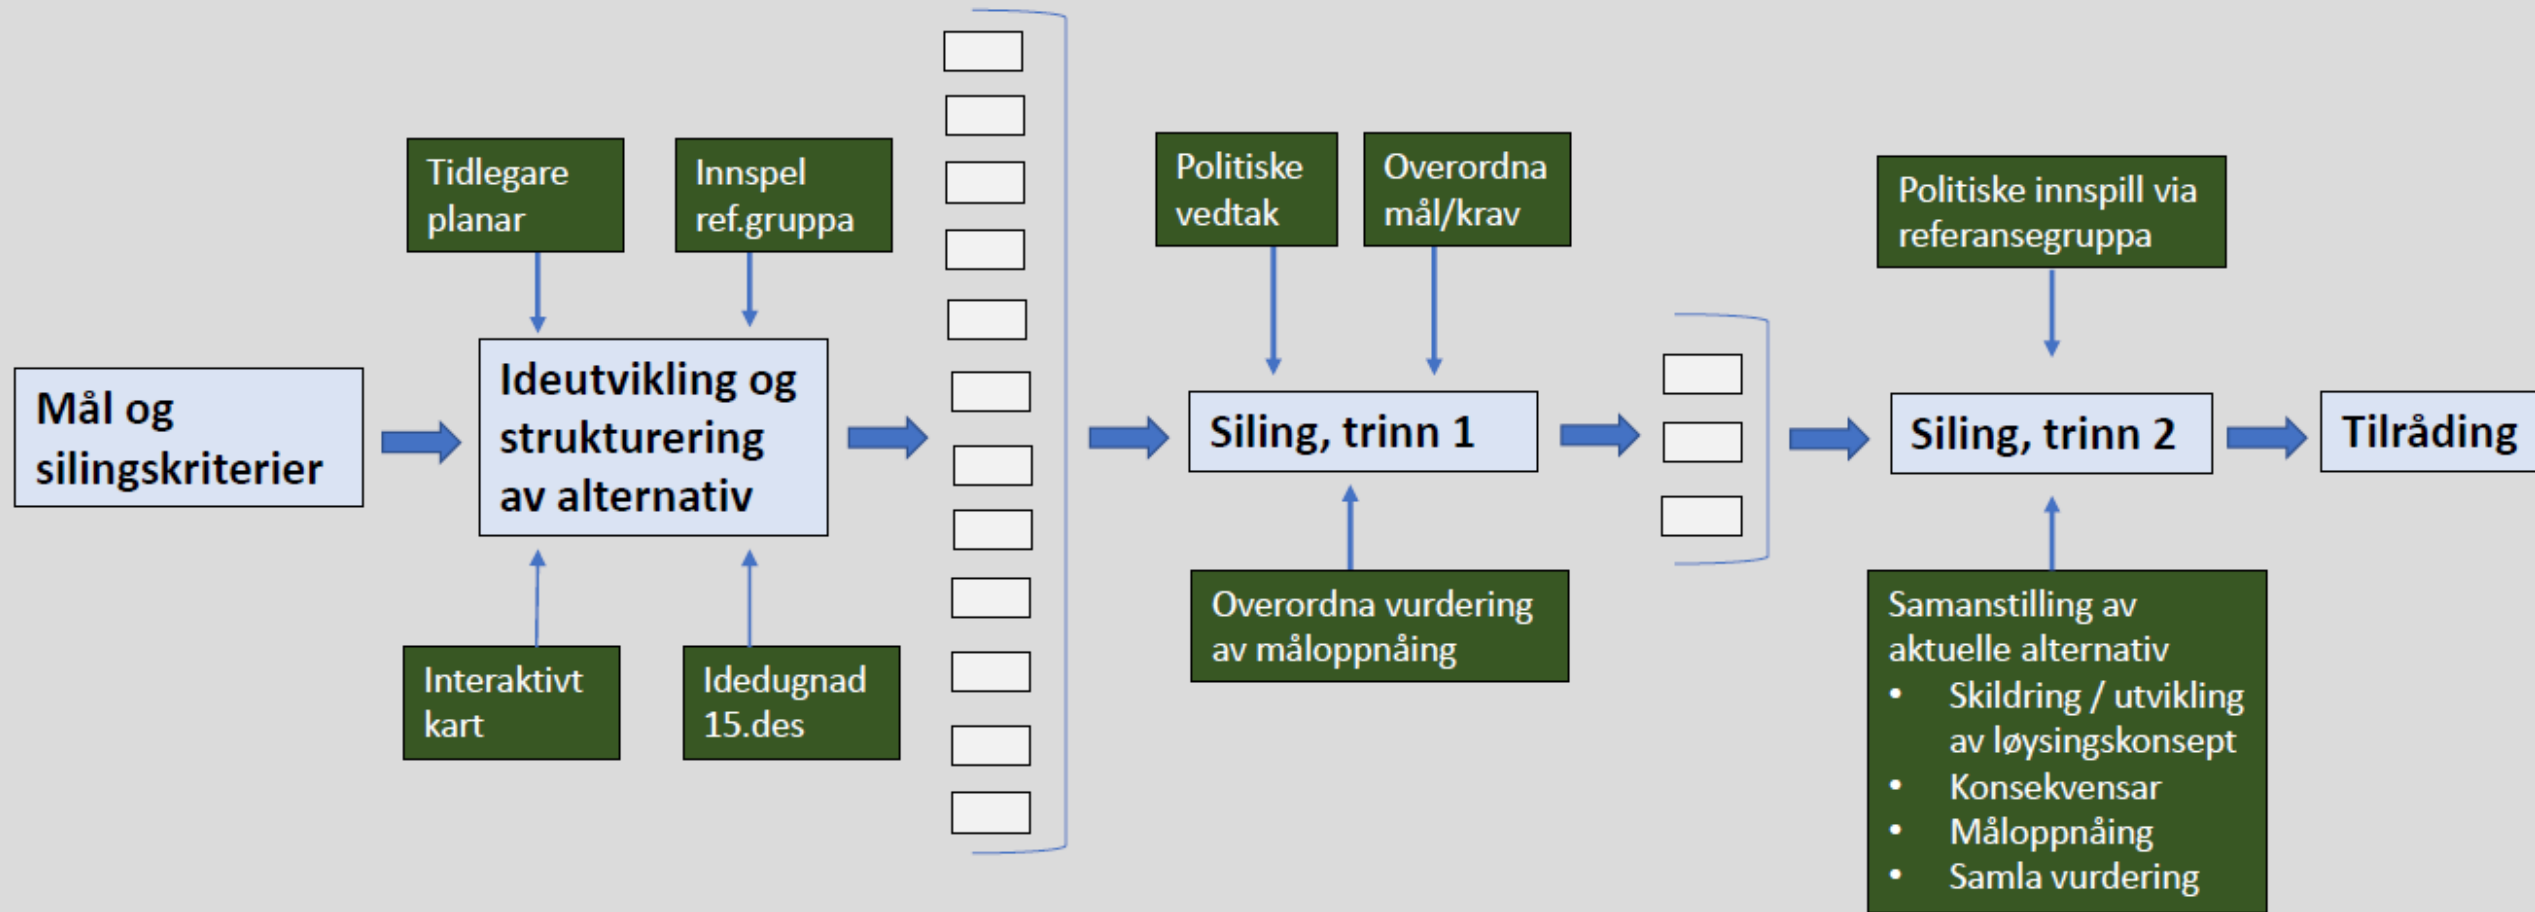 Mål og
silingskriterier
Tidlegare
planar
Innspel
ref.gruppa
Ideutvikling og
strukturering
av alternativ
Interaktivt
kart
Idedugnad
15.des
Politiske
vedtak
Overordna
mål/krav
Siling, trinn 1
Overordna vurdering
av måloppnåing
Politiske innspill via
referansegruppa
Siling, trinn 2
Samanstilling av
aktuelle alternativ
• Skildring / utvikling
av løysingskonsept
• Konsekvensar
• Måloppnåing
• Samla vurdering
Tilråding